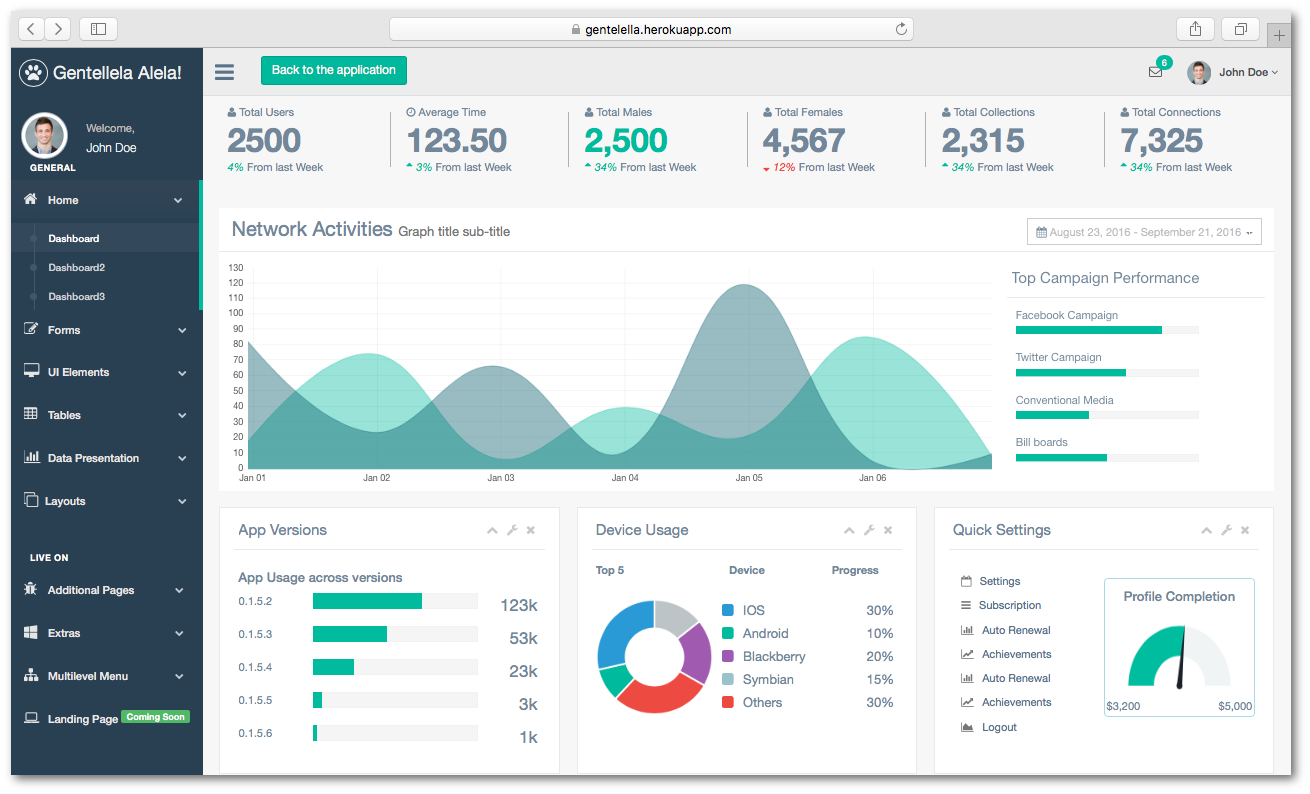 gentelella.herokuapp.com
Gentellela Alela!
Back to the application
6
John Doe
Welcome,
John Doe
GENERAL
Home
Dashboard
Dashboard2
Dashboard3
Forms
UI Elements
Tables
Data Presentation
Layouts
LIVE ON
Additional Pages
Extras
Multilevel Menu
Landing Page Coming Soon
Total Users
2500
4% From last Week
Average Time
123.50
3% From last Week
Total Males
2,500
34% From last Week
Total Females
4,567
12% From last Week
Total Collections
2,315
34% From last Week
Total Connections
7,325
34% From last Week
Network Activities Graph title sub-title
August 23, 2016 - September 21, 2016
130
120
110
100
90
80
70
60
50
40
30
20
10
0
Jan 01 Jan 02 Jan 03 Jan 04 Jan 05 Jan 06
Top Campaign Performance
Facebook Campaign
Twitter Campaign
Conventional Media
Bill boards
App Versions
App Usage across versions
0.1.5.2 123k
0.1.5.3 53k
0.1.5.4 23k
0.1.5.5 3k
0.1.5.6 1k
Device Usage
Top 5 Device Progress
IOS 30%
Android 10%
Blackberry 20%
Symbian 15%
Others 30%
Quick Settings
Settings
Subscription
Auto Renewal
Achievements
Auto Renewal
Achievements
Logout
Profile Completion
$3,200 $5,000